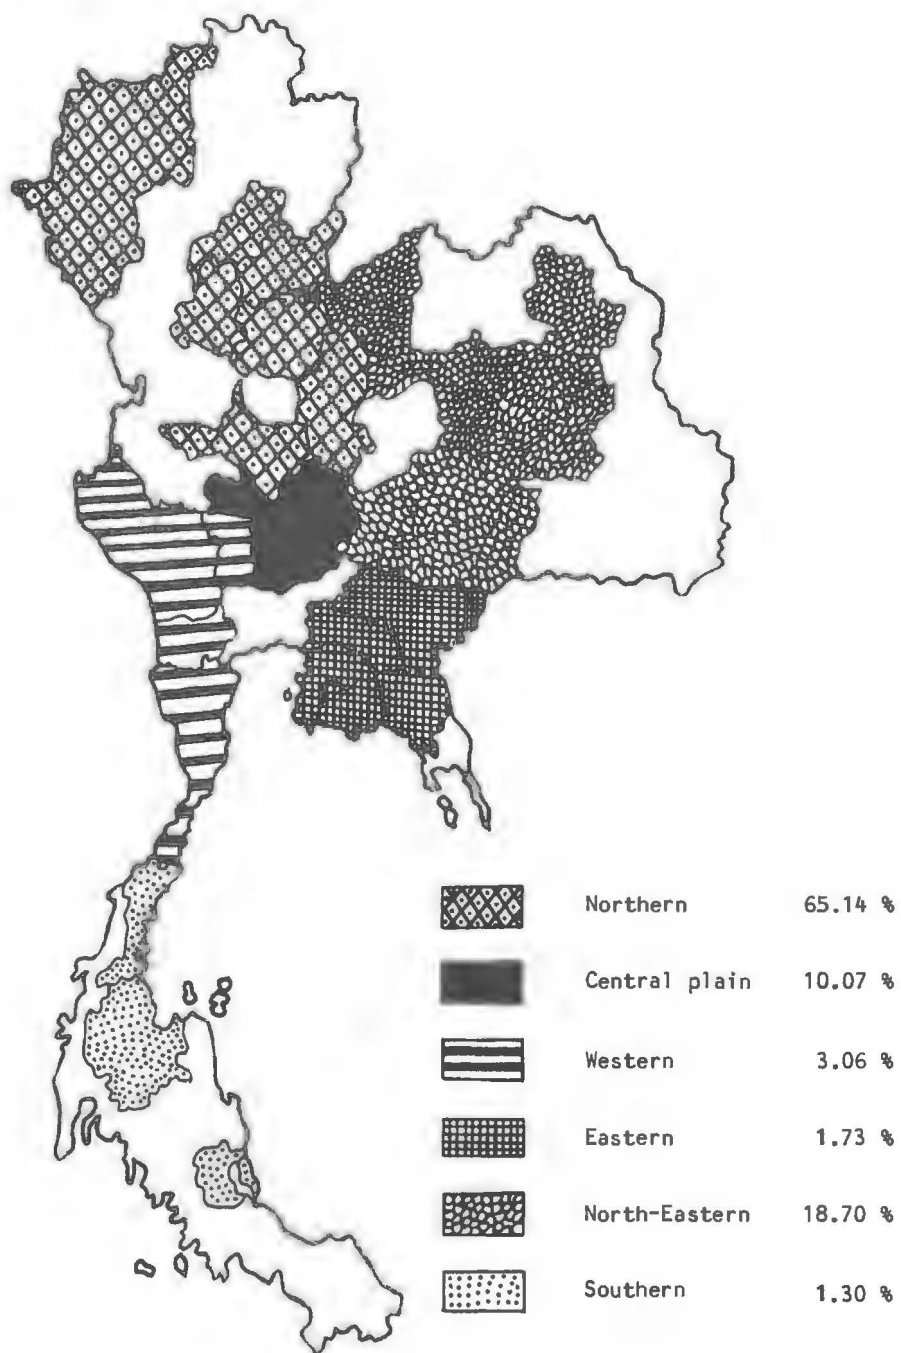 Northern 65.14 %
Central plain 10.07 %
Western 3.06 %
Eastern 1.73 %
North-Eastern 18.70 %
Southern 1.30 %